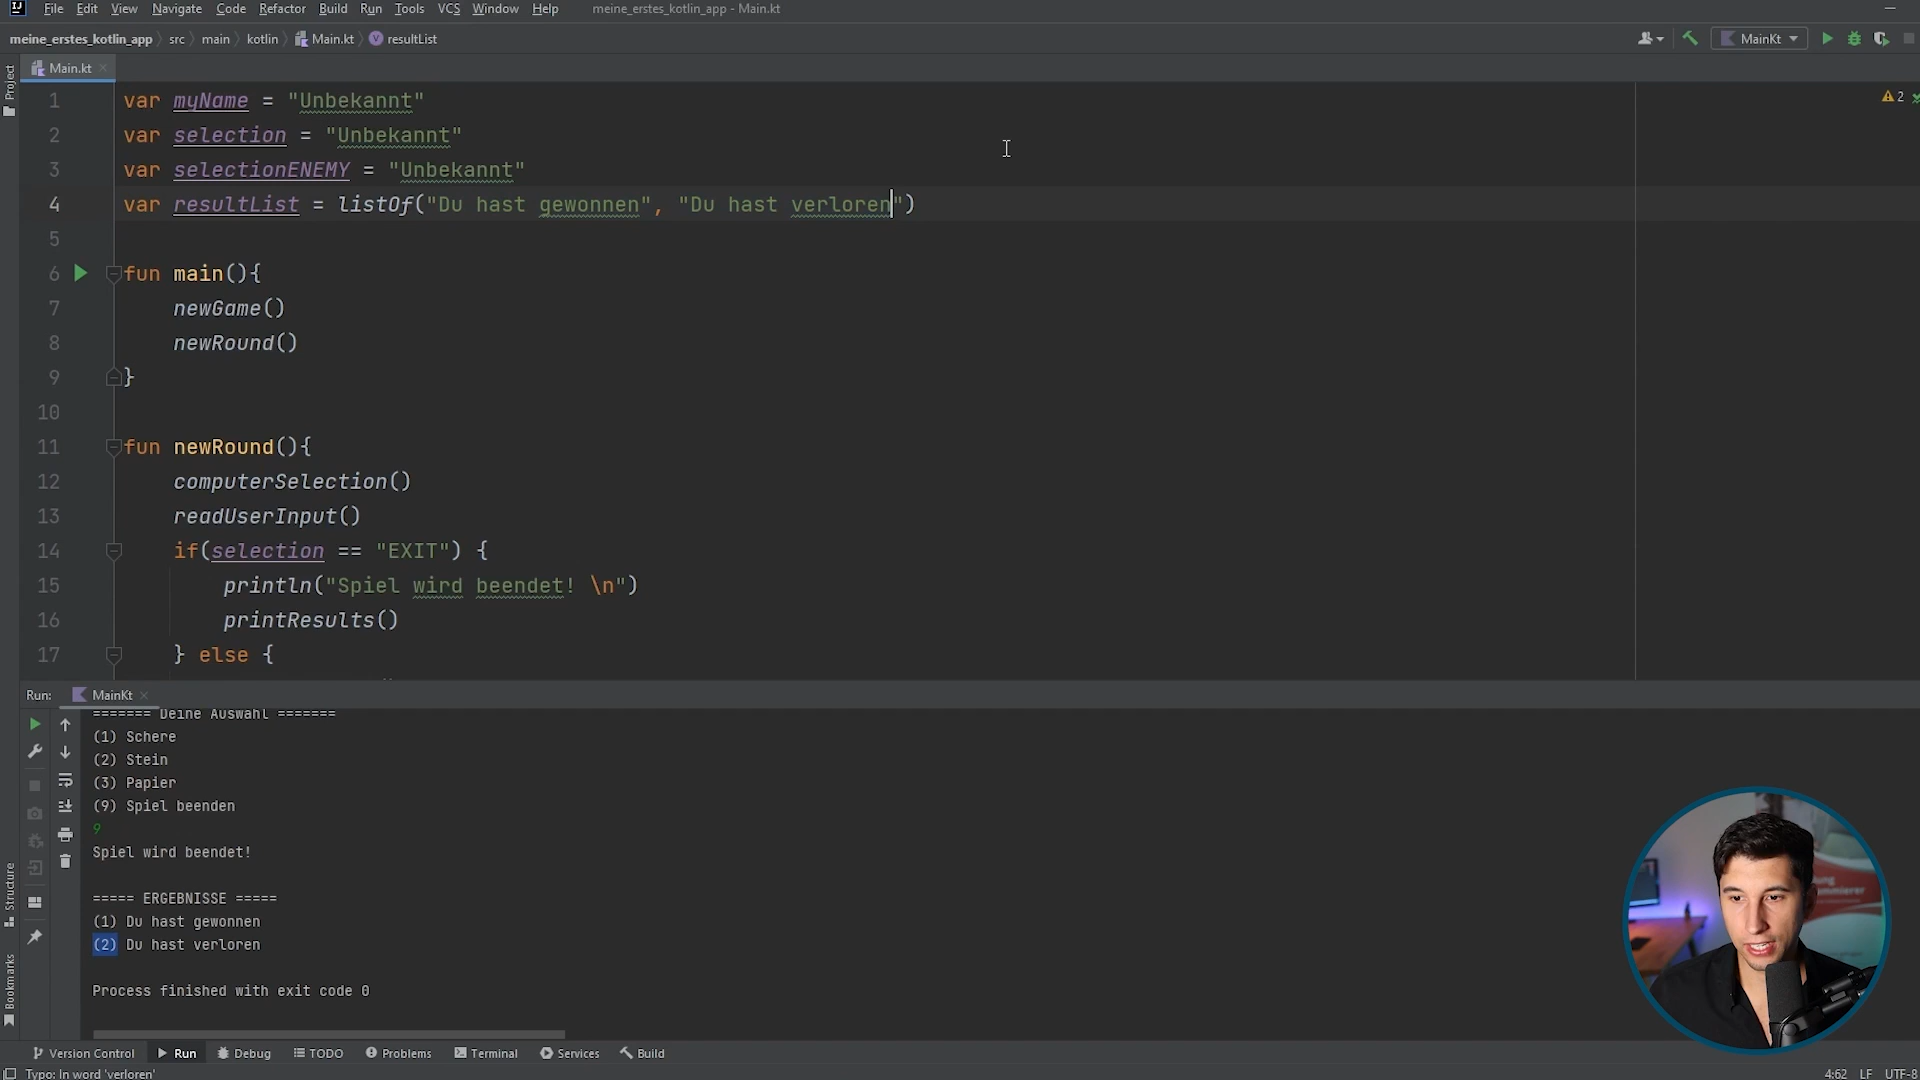 File Edit View Navigate Code Refactor Build Run Tools VCS Window Help meine_erstes_kotlin_app - Main.kt
meine_erstes_kotlin_app src main kotlin Main.kt resultList MainKt
Project
Main.kt
1 var myName = "Unbekannt"
2
2 var selection = "Unbekannt"
3 var selectionENEMY = "Unbekannt"
4 var resultList = listOf("Du hast gewonnen", "Du hast verloren")
5
6 fun main(){
7 newGame()
8 newRound()
9 }
10
11 fun newRound(){
12 computerSelection()
13 readUserInput()
14 if(selection == "EXIT") {
15 println("Spiel wird beendet! \n")
16 printResults()
17 } else {
Run: MainKt
======= Deine Auswahl =======
(1) Schere
(2) Stein
(3) Papier
(9) Spiel beenden
9
Spiel wird beendet!
===== ERGEBNISSE =====
(1) Du hast gewonnen
(2) Du hast verloren
Process finished with exit code 0
Structure
Bookmarks
Version Control Run Debug TODO Problems Terminal Services Build
Typo: In word 'verloren' 4:62 LF UTF-8